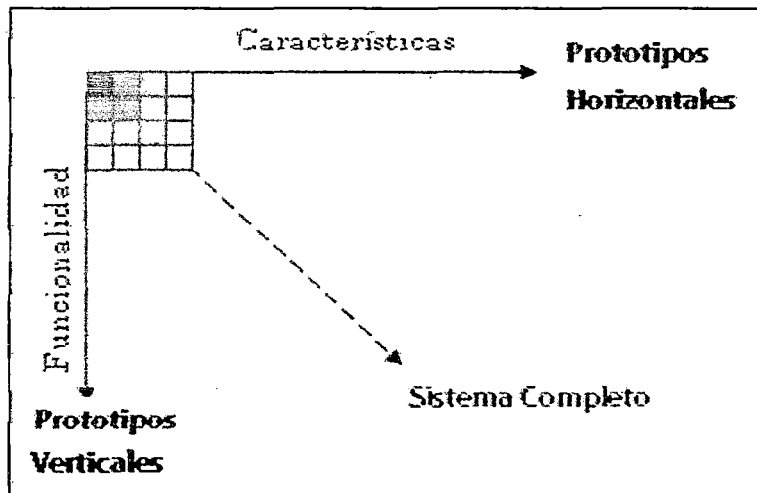 Características
Prototipos
Horizontales
Funcionalidad
Sistema Completo
Prototipos
Verticales